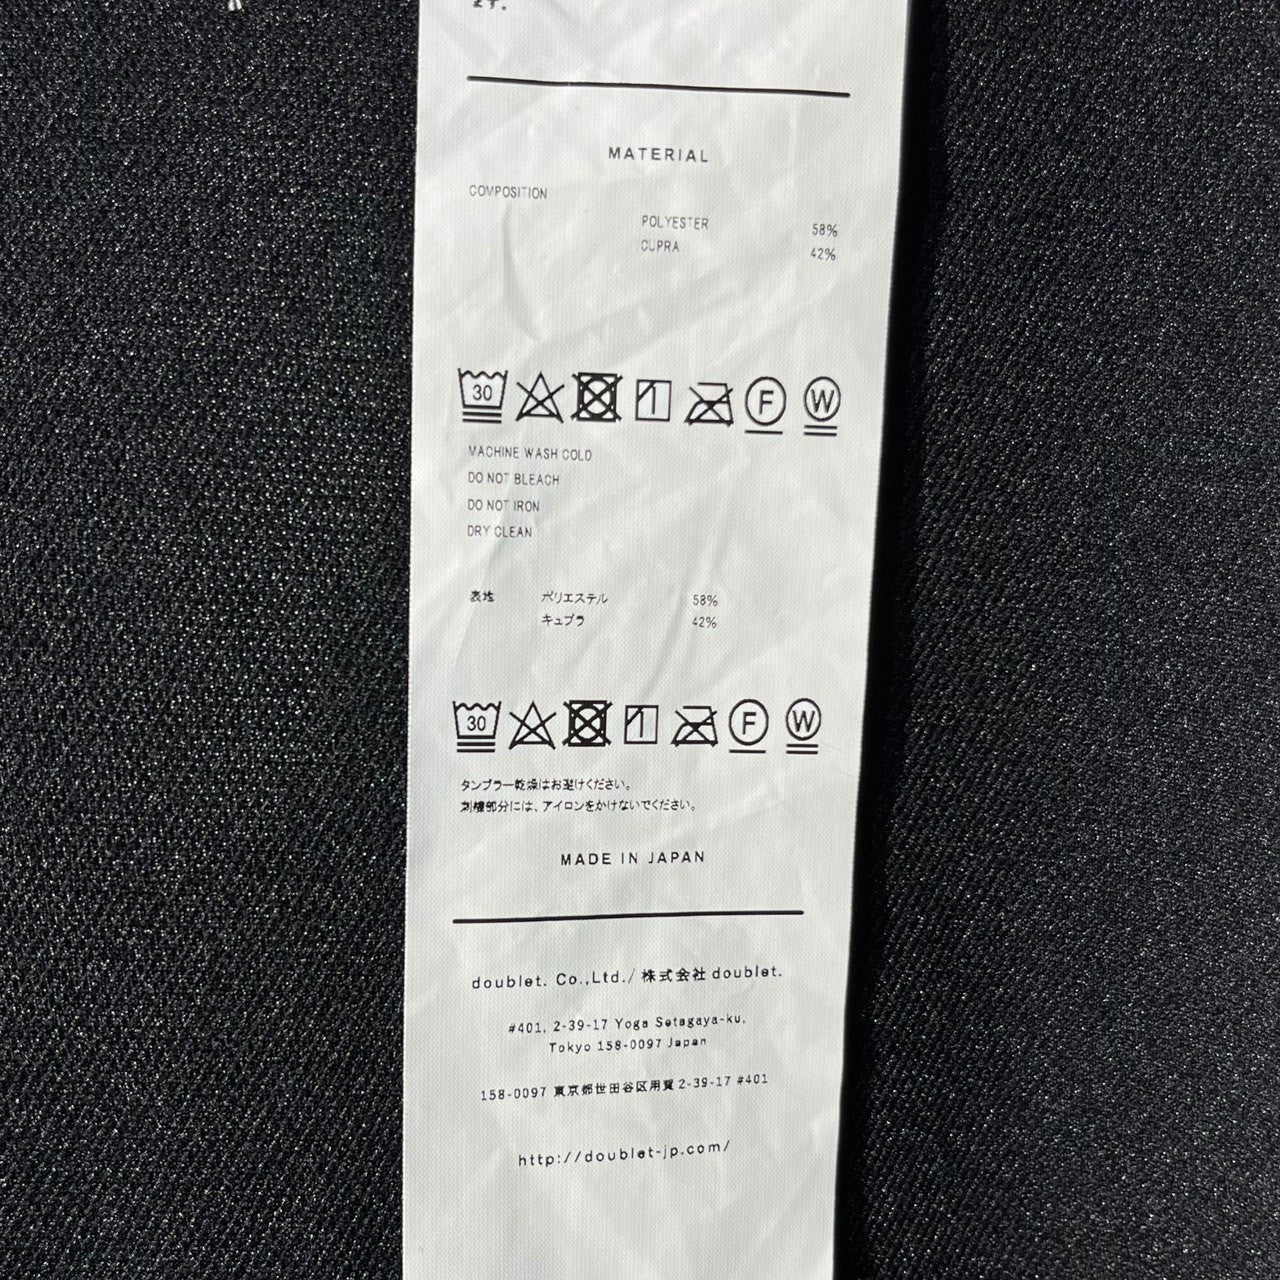 ます。
MATERIAL
COMPOSITION
POLYESTER 58%
CUPRA 42%
30 F W
MACHINE WASH COLD
DO NOT BLEACH
DO NOT IRON
DRY CLEAN
表地 ポリエステル 58%
キュプラ 42%
30 F W
タンブラー乾燥はお避けください。
刺繍部分には、アイロンをかけないでください。
MADE IN JAPAN
doublet. Co.,Ltd./ 株式会社 doublet.
#401, 2-39-17 Yoga Setagaya-ku,
Tokyo 158-0097 Japan
158-0097 東京都世田谷区用賀 2-39-17 #401
http://doublet-jp.com/